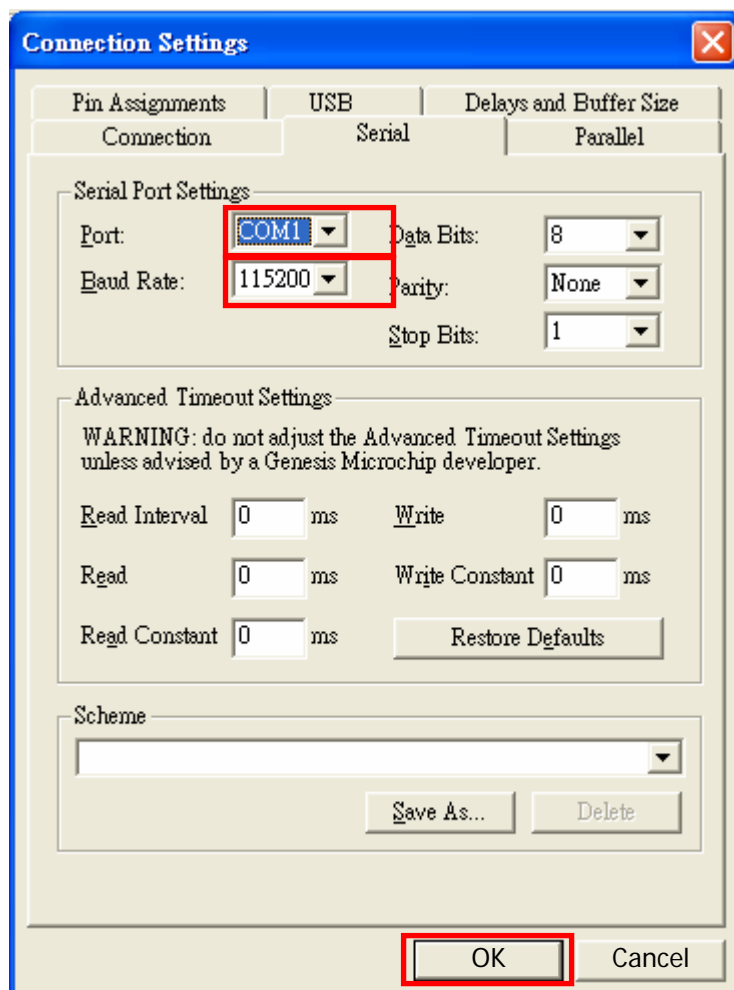 Connection Settings
Pin Assignments USB Delays and Buffer Size
Connection Serial Parallel
Serial Port Settings
Port: COM1 Data Bits: 8
Baud Rate: 115200 Parity: None
Stop Bits: 1
Advanced Timeout Settings
WARNING: do not adjust the Advanced Timeout Settings
unless advised by a Genesis Microchip developer.
Read Interval 0 ms Write 0 ms
Read 0 ms Write Constant 0 ms
Read Constant 0 ms Restore Defaults
Scheme
Save As... Delete
OK Cancel